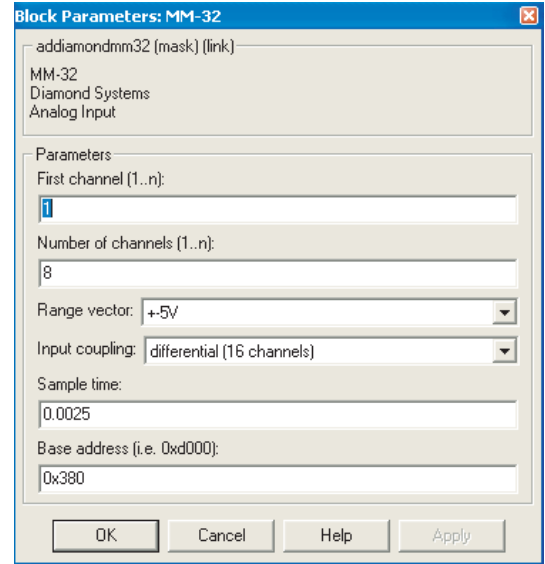 Block Parameters: MM-32
addiamondmm32 (mask) (link)
MM-32
Diamond Systems
Analog Input
Parameters
First channel (1..n):
1
Number of channels (1..n):
8
Range vector: +-5V
Input coupling: differential (16 channels)
Sample time:
0.0025
Base address (i.e. 0xd000):
0x380
OK Cancel Help Apply